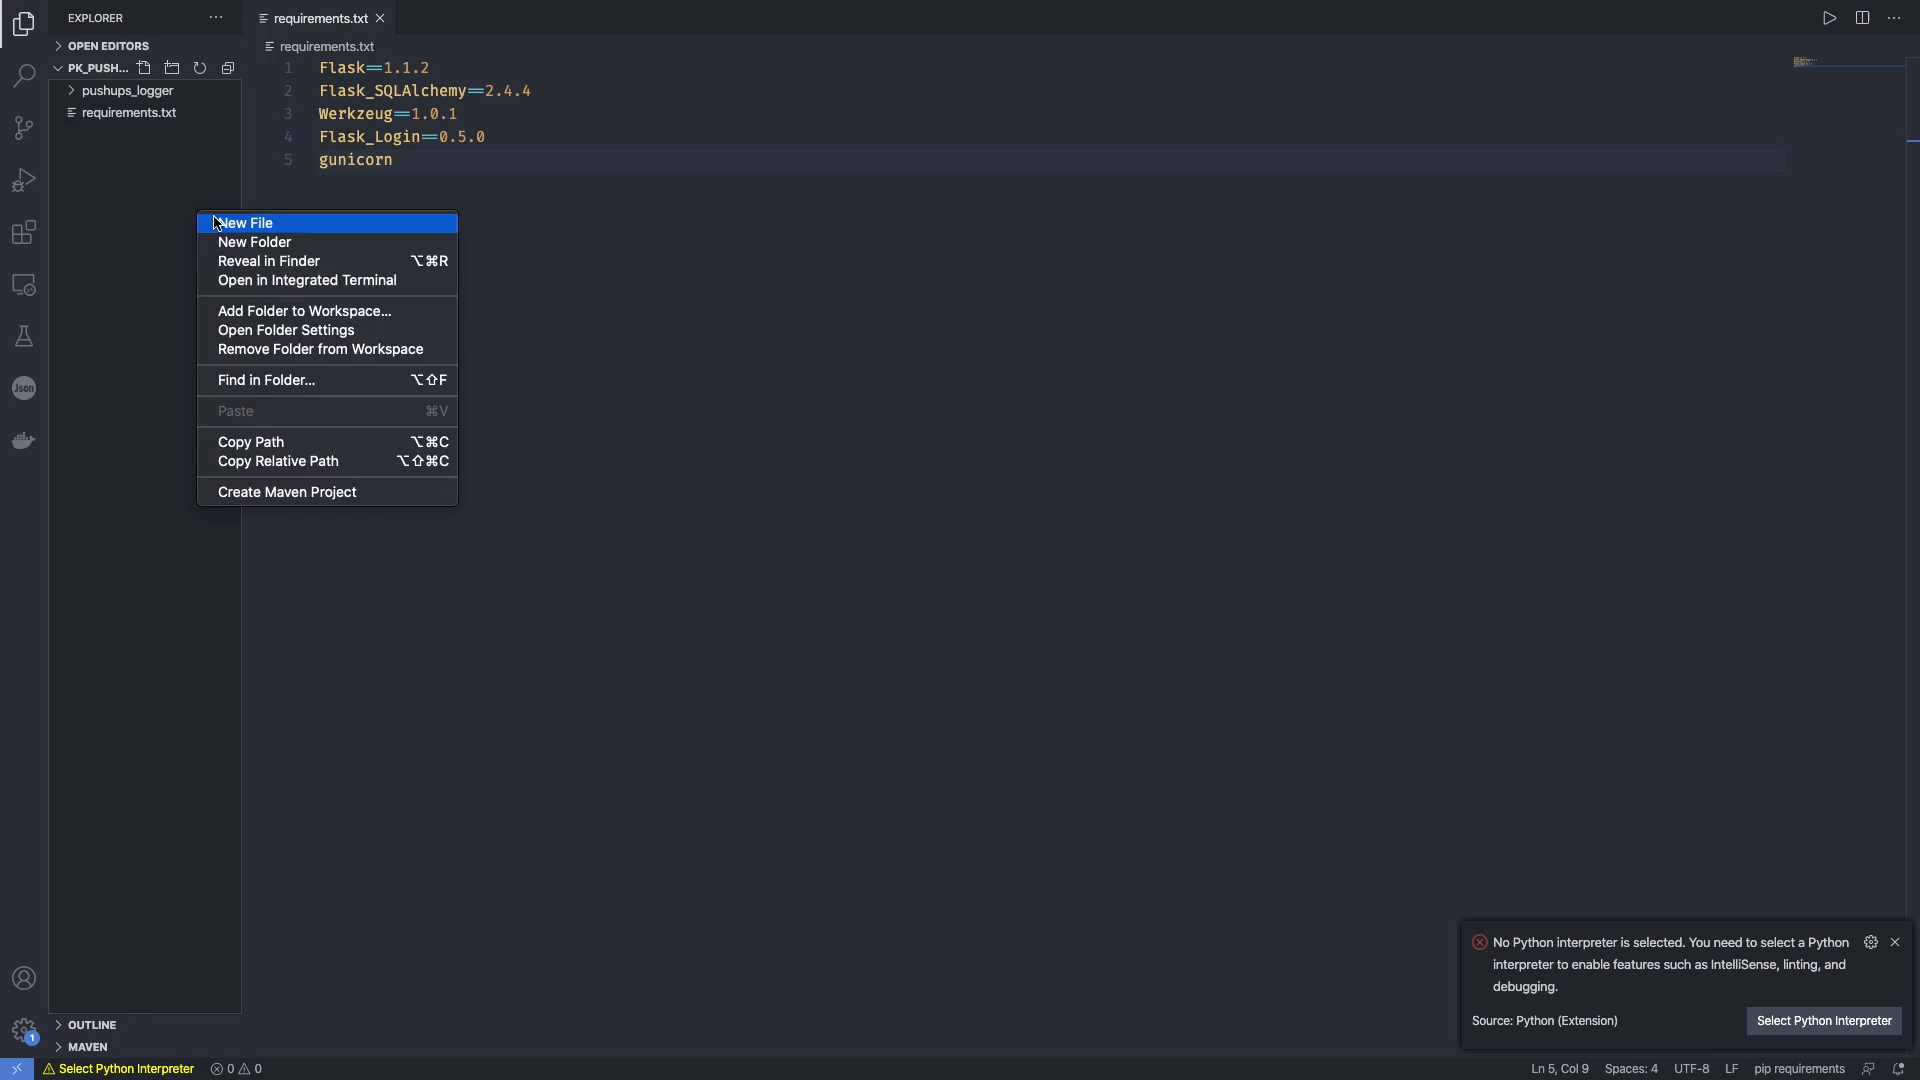 EXPLORER
OPEN EDITORS
PK_PUSH...
pushups_logger
requirements.txt
requirements.txt
requirements.txt
1 Flask==1.1.2
2 Flask_SQLAlchemy==2.4.4
3 Werkzeug==1.0.1
4 Flask_Login==0.5.0
5 gunicorn
New File
New Folder
Reveal in Finder ⌥⌘R
Open in Integrated Terminal
Add Folder to Workspace...
Open Folder Settings
Remove Folder from Workspace
Find in Folder... ⌥⇧F
Paste ⌘V
Copy Path ⌥⌘C
Copy Relative Path ⌥⇧⌘C
Create Maven Project
Json
OUTLINE
MAVEN
1
No Python interpreter is selected. You need to select a Python
interpreter to enable features such as IntelliSense, linting, and
debugging.
Source: Python (Extension)
Select Python Interpreter
Select Python Interpreter
0 0
Ln 5, Col 9
Spaces: 4
UTF-8
LF
pip requirements